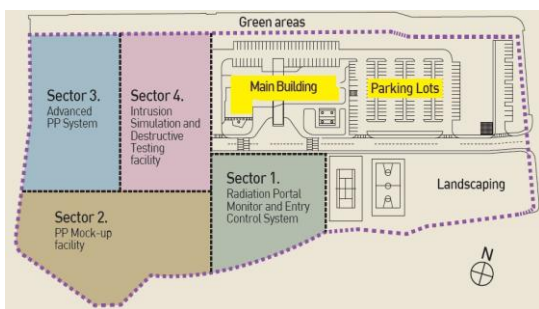 Green areas
Main Building
Parking Lots
Sector 3.
Advanced
PP System
Sector 4.
Intrusion
Simulation and
Destructive
Testing
facility
Sector 1.
Radiation Portal
Monitor and Entry
Control System
Landscaping
Sector 2.
PP Mock-up
facility
N